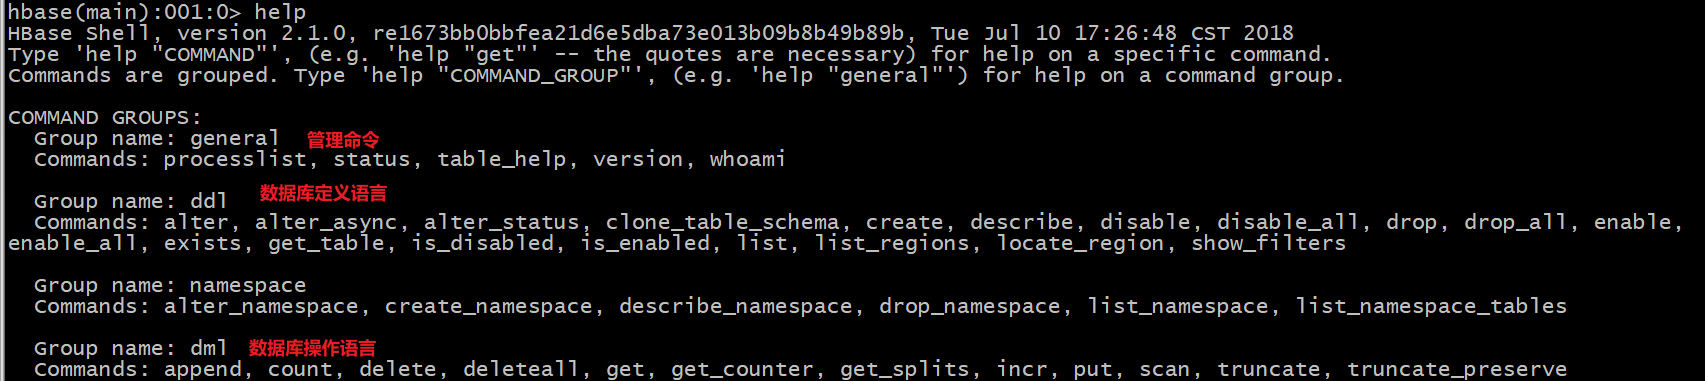 hbase(main):001:0> help
HBase Shell, version 2.1.0, re1673bb0bbfea21d6e5dba73e013b09b8b49b89b, Tue Jul 10 17:26:48 CST 2018
Type 'help "COMMAND"', (e.g. 'help "get"' -- the quotes are necessary) for help on a specific command.
Commands are grouped. Type 'help "COMMAND_GROUP"', (e.g. 'help "general"') for help on a command group.
COMMAND GROUPS:
Group name: general 管理命令
Commands: processlist, status, table_help, version, whoami
Group name: ddl 数据库定义语言
Commands: alter, alter_async, alter_status, clone_table_schema, create, describe, disable, disable_all, drop, drop_all, enable,
enable_all, exists, get_table, is_disabled, is_enabled, list, list_regions, locate_region, show_filters
Group name: namespace
Commands: alter_namespace, create_namespace, describe_namespace, drop_namespace, list_namespace, list_namespace_tables
Group name: dml 数据库操作语言
Commands: append, count, delete, deleteall, get, get_counter, get_splits, incr, put, scan, truncate, truncate_preserve